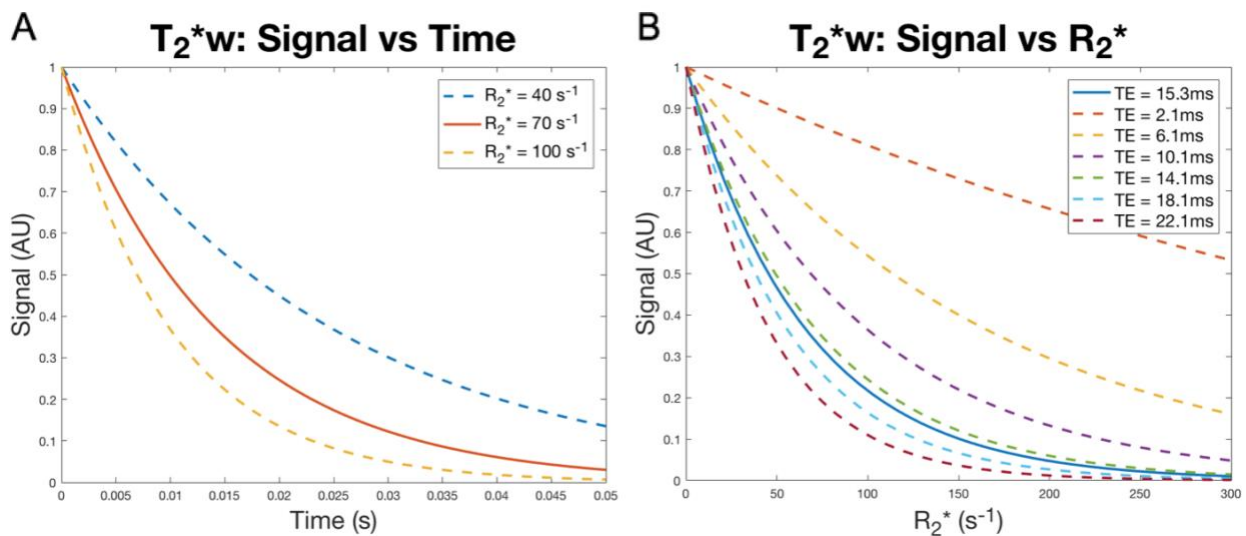 A
T₂*w: Signal vs Time
Signal (AU)
1
0.9
0.8
0.7
0.6
0.5
0.4
0.3
0.2
0.1
0
0
0.005
0.01
0.015
0.02
0.025
0.03
0.035
0.04
0.045
0.05
Time (s)
R₂* = 40 s⁻¹
R₂* = 70 s⁻¹
R₂* = 100 s⁻¹
B
T₂*w: Signal vs R₂*
Signal (AU)
1
0.9
0.8
0.7
0.6
0.5
0.4
0.3
0.2
0.1
0
0
50
100
150
200
250
300
R₂* (s⁻¹)
TE = 15.3ms
TE = 2.1ms
TE = 6.1ms
TE = 10.1ms
TE = 14.1ms
TE = 18.1ms
TE = 22.1ms